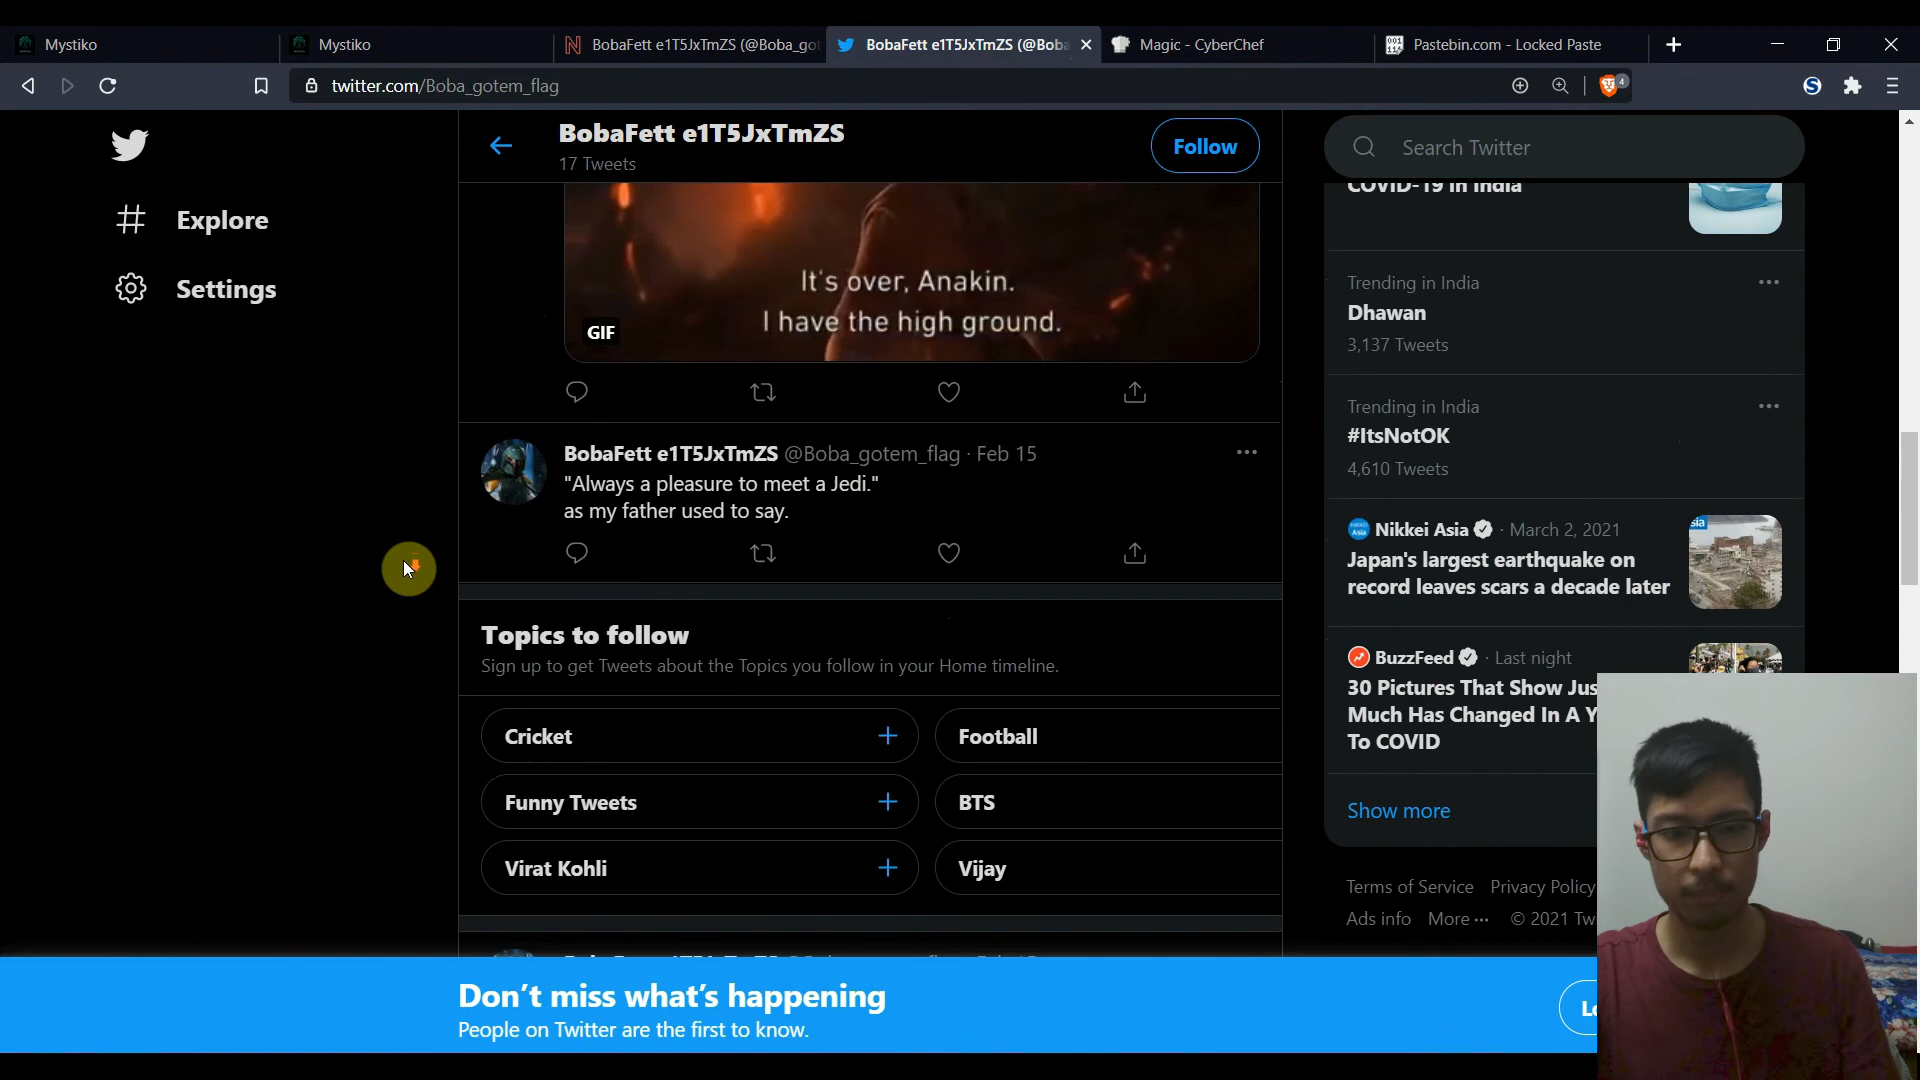 Mystiko
Mystiko
BobaFett e1T5JxTmZS (@Boba_got
BobaFett e1T5JxTmZS (@Boba
Magic - CyberChef
Pastebin.com - Locked Paste
twitter.com/Boba_gotem_flag
4
BobaFett e1T5JxTmZS
17 Tweets
Follow
Search Twitter
Explore
Settings
It's over, Anakin.
I have the high ground.
GIF
BobaFett e1T5JxTmZS @Boba_gotem_flag · Feb 15
"Always a pleasure to meet a Jedi."
as my father used to say.
Topics to follow
Sign up to get Tweets about the Topics you follow in your Home timeline.
Cricket
Football
Funny Tweets
BTS
Virat Kohli
Vijay
COVID-19 in India
Trending in India
Dhawan
3,137 Tweets
Trending in India
#ItsNotOK
4,610 Tweets
Nikkei Asia · March 2, 2021
Japan's largest earthquake on
record leaves scars a decade later
BuzzFeed · Last night
30 Pictures That Show Jus
Much Has Changed In A Y
To COVID
Show more
Terms of Service Privacy Policy
Ads info More ··· © 2021 Tw
Don't miss what's happening
People on Twitter are the first to know.